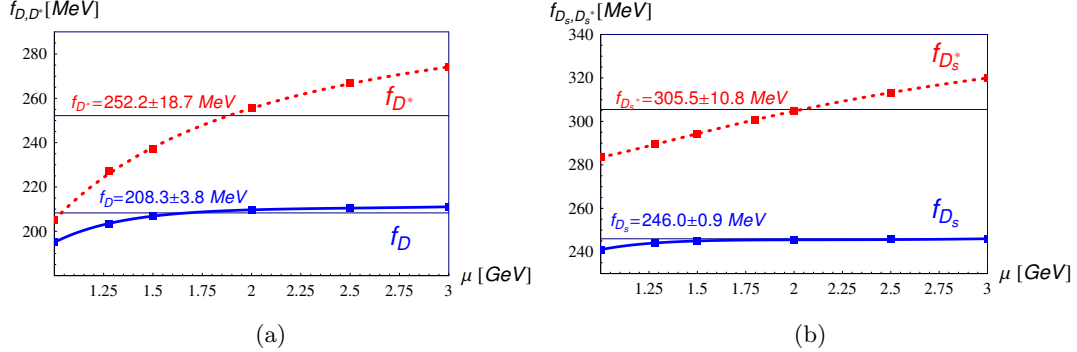 f_{D,D*}[MeV]
280
260
240
220
200
f_{D*}=252.2±18.7 MeV
f_{D*}
f_D=208.3±3.8 MeV
f_D
1.25 1.5 1.75 2 2.25 2.5 2.75 3
μ [GeV]
(a)
f_{D_s,D_s*}[MeV]
340
320
300
280
260
240
f_{D_s*}
f_{D_s*}=305.5±10.8 MeV
f_{D_s}=246.0±0.9 MeV
f_{D_s}
1.25 1.5 1.75 2 2.25 2.5 2.75 3
μ [GeV]
(b)